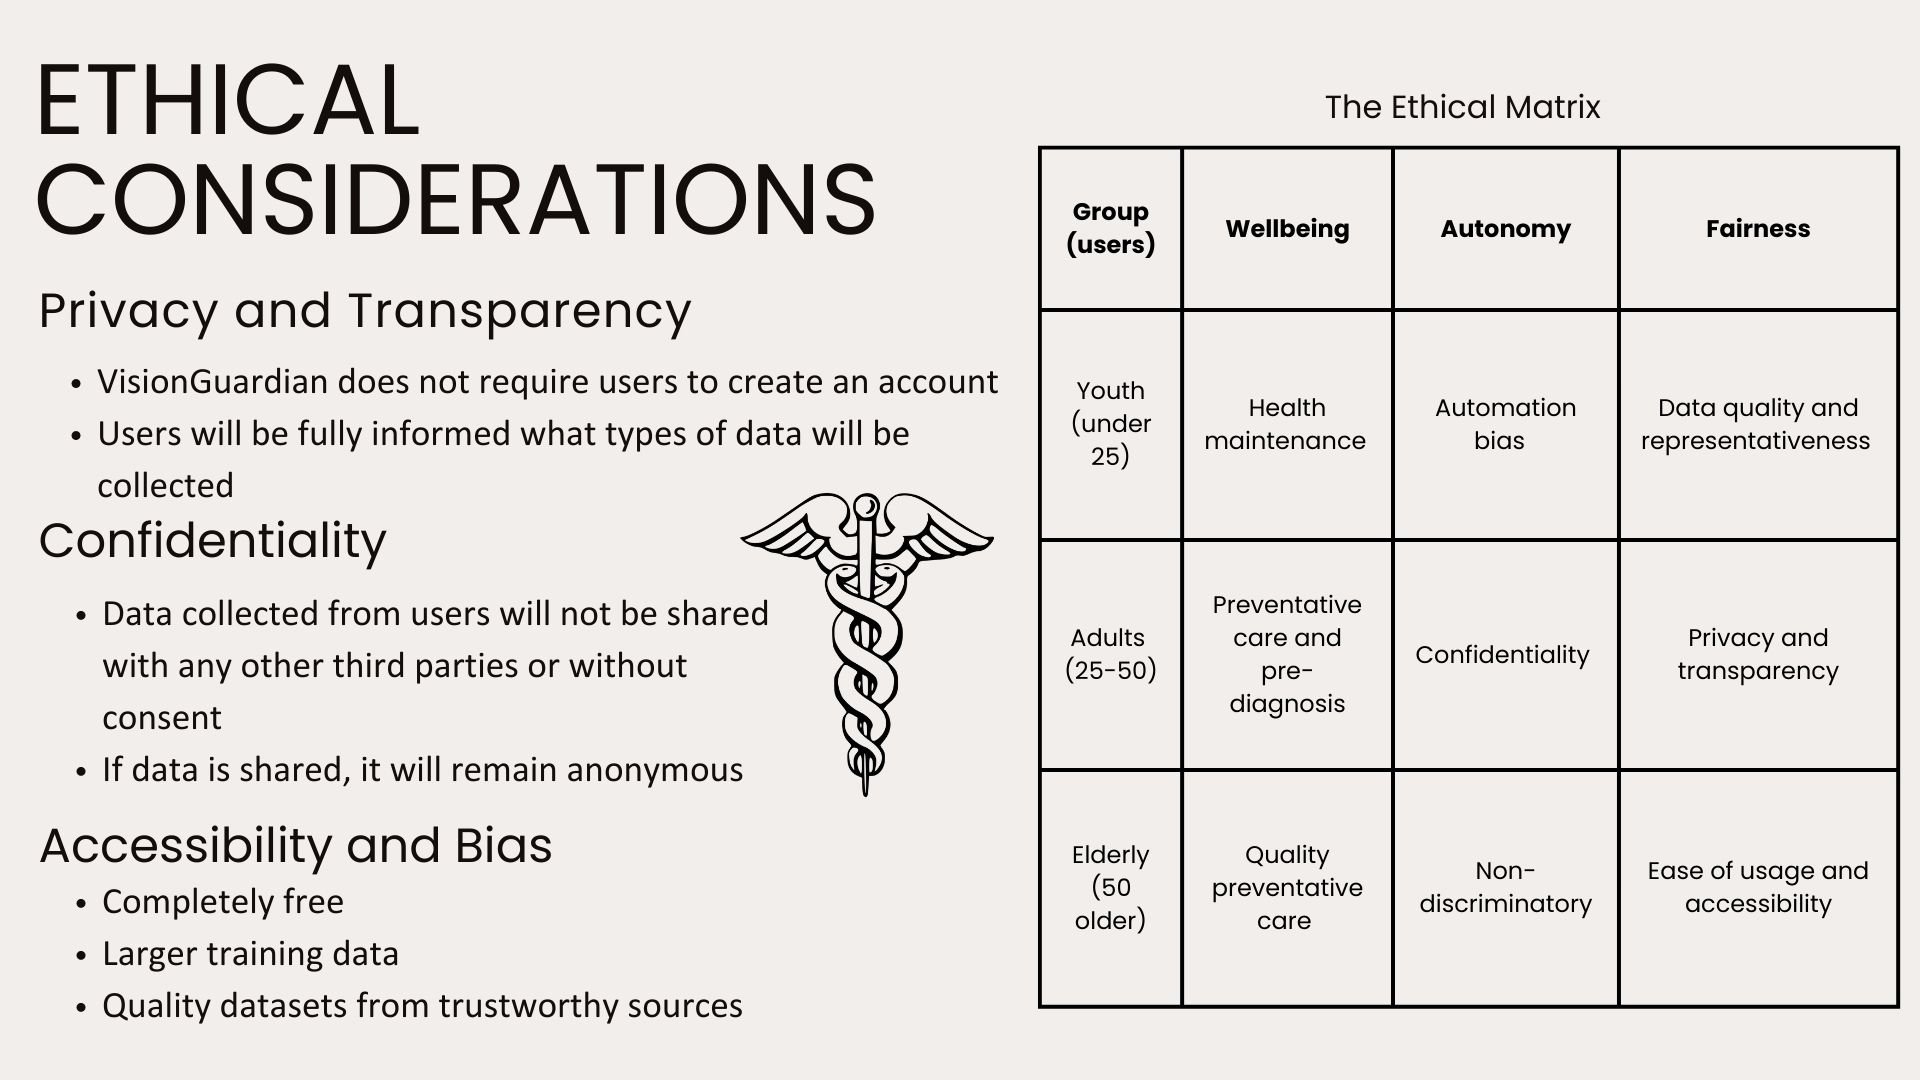 ETHICAL
CONSIDERATIONS
Privacy and Transparency
• VisionGuardian does not require users to create an account
• Users will be fully informed what types of data will be
collected
Confidentiality
• Data collected from users will not be shared
with any other third parties or without
consent
• If data is shared, it will remain anonymous
Accessibility and Bias
• Completely free
• Larger training data
• Quality datasets from trustworthy sources
The Ethical Matrix
Group
(users)
Wellbeing
Autonomy
Fairness
Youth
(under
25)
Health
maintenance
Automation
bias
Data quality and
representativeness
Adults
(25-50)
Preventative
care and
pre-
diagnosis
Confidentiality
Privacy and
transparency
Elderly
(50
older)
Quality
preventative
care
Non-
discriminatory
Ease of usage and
accessibility